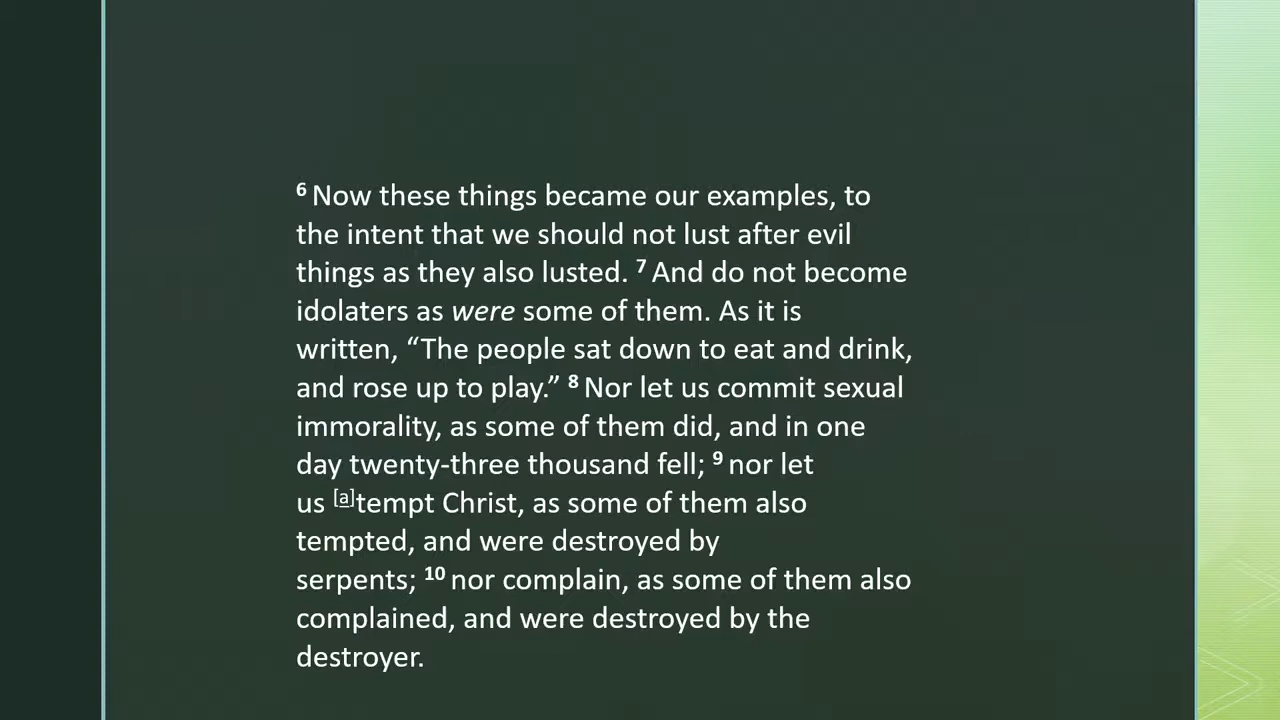 6 Now these things became our examples, to
the intent that we should not lust after evil
things as they also lusted. 7 And do not become
idolaters as were some of them. As it is
written, “The people sat down to eat and drink,
and rose up to play.” 8 Nor let us commit sexual
immorality, as some of them did, and in one
day twenty-three thousand fell; 9 nor let
us [a]tempt Christ, as some of them also
tempted, and were destroyed by
serpents; 10 nor complain, as some of them also
complained, and were destroyed by the
destroyer.